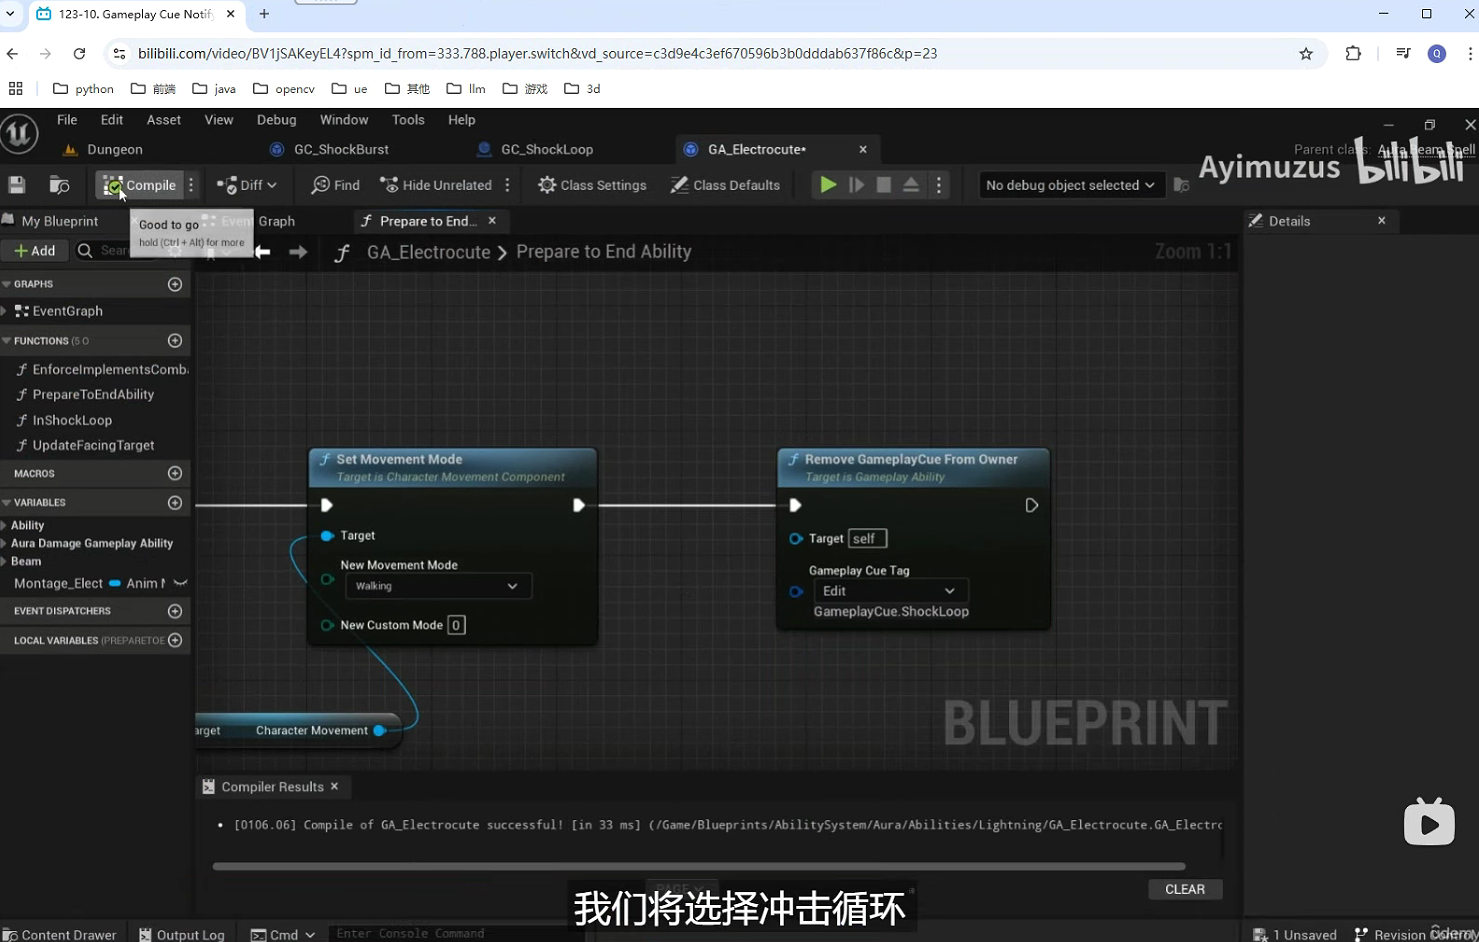 123-10. Gameplay Cue Notif
bilibili.com/video/BV1jSAKeyEL4?spm_id_from=333.788.player.switch&vd_source=c3d9e4c3ef670596b3b0dddab637f86c&p=23
Q
python
前端
java
opencv
ue
其他
llm
游戏
3d
File Edit Asset View Debug Window Tools Help
Dungeon
GC_ShockBurst
GC_ShockLoop
GA_Electrocute*
Parent class: Aura Beam Spell
Ayimuzus bilibili
Compile
Diff
Find
Hide Unrelated
Class Settings
Class Defaults
No debug object selected
My Blueprint
Good to go
hold (Ctrl + Alt) for more
Event Graph
Prepare to End...
Details
Add
GA_Electrocute
Prepare to End Ability
Zoom 1:1
GRAPHS
EventGraph
FUNCTIONS (5 O
EnforceImplementsComba
PrepareToEndAbility
InShockLoop
UpdateFacingTarget
MACROS
VARIABLES
Ability
Aura Damage Gameplay Ability
Beam
Montage_Elect Anim
EVENT DISPATCHERS
LOCAL VARIABLES (PREPARETOE
Set Movement Mode
Target is Character Movement Component
Target
New Movement Mode
Walking
New Custom Mode 0
arget Character Movement
Remove GameplayCue From Owner
Target is Gameplay Ability
Target self
Gameplay Cue Tag
Edit
GameplayCue.ShockLoop
BLUEPRINT
Compiler Results
[0106.06] Compile of GA_Electrocute successful! [in 33 ms] (/Game/Blueprints/AbilitySystem/Aura/Abilities/Lightning/GA_Electrocute.GA_Electro
PAGE
CLEAR
我们将选择冲击循环
Content Drawer
Output Log
Cmd
Enter Console Command
1 Unsaved
Revision Control